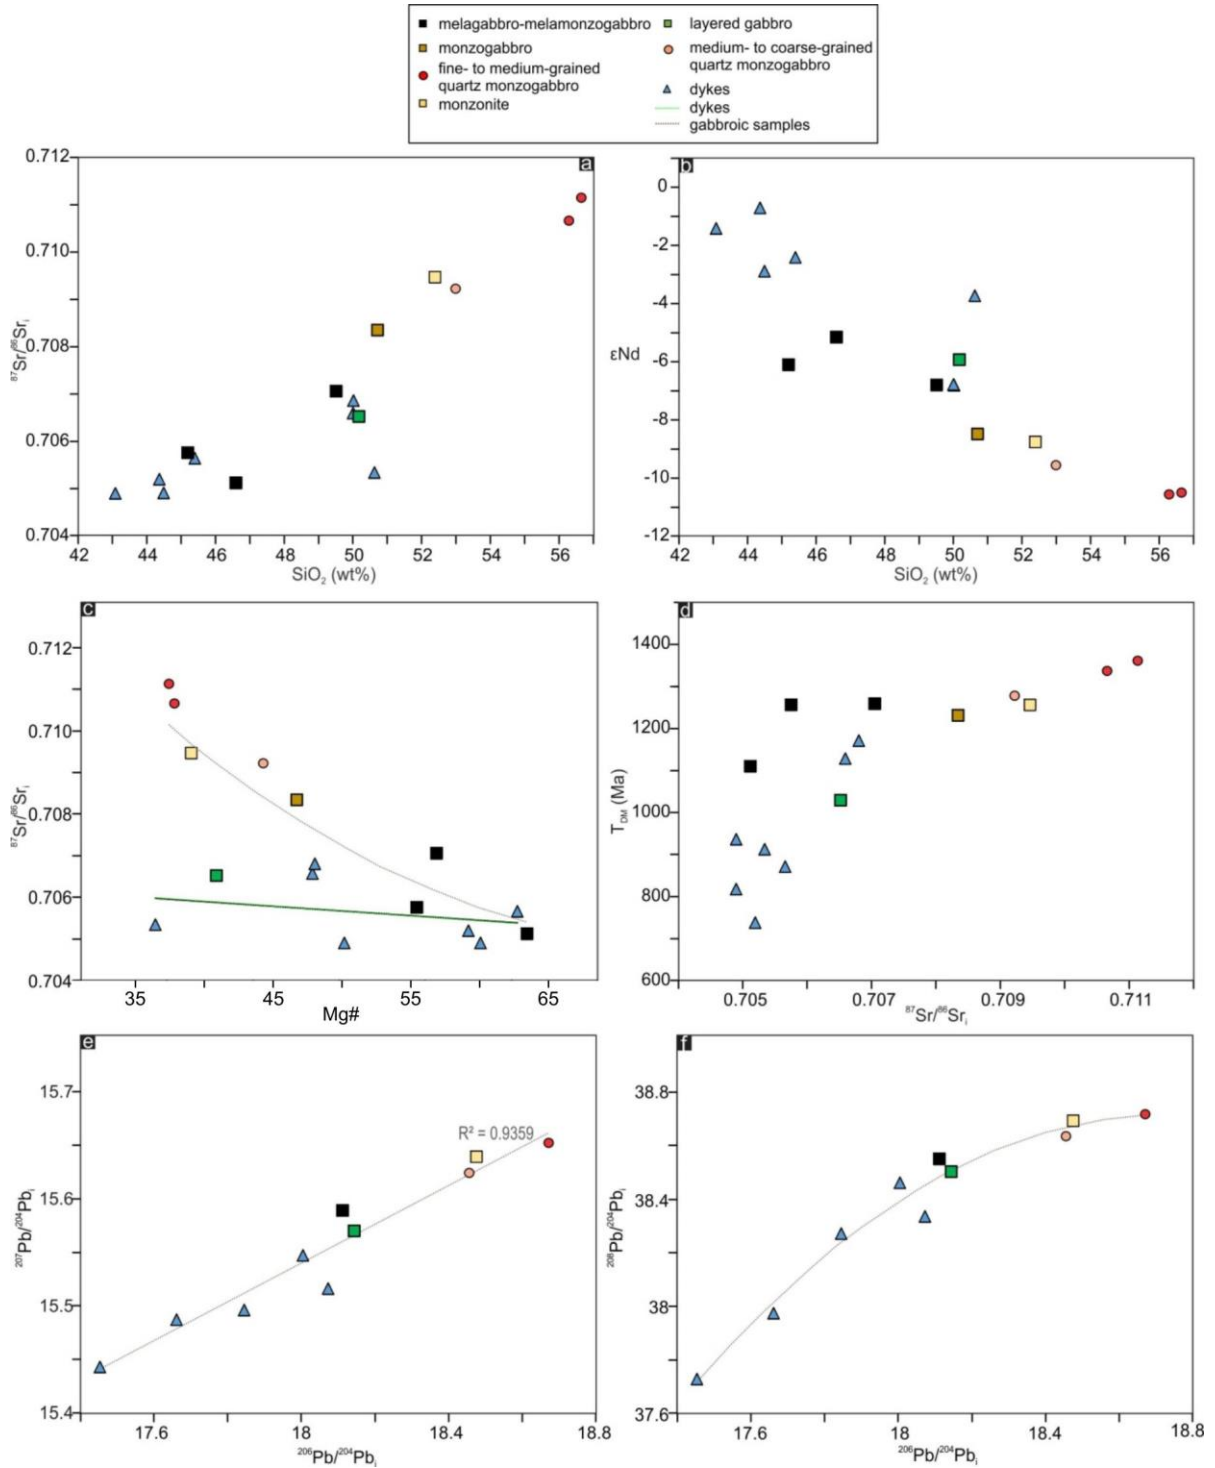 melagabbro-melamonzogabbro
monzogabbro
fine- to medium-grained
quartz monzogabbro
monzonite
layered gabbro
medium- to coarse-grained
quartz monzogabbro
dykes
dykes
gabbroic samples
a
0.712
0.710
0.708
0.706
0.704
⁸⁷Sr/⁸⁶Srᵢ
42 44 46 48 50 52 54 56
SiO₂ (wt%)
b
0
-2
-4
-6
-8
-10
-12
εNd
42 44 46 48 50 52 54 56
SiO₂ (wt%)
c
0.712
0.710
0.708
0.706
0.704
⁸⁷Sr/⁸⁶Srᵢ
35 45 55 65
Mg#
d
1400
1200
1000
800
600
T_DM (Ma)
0.705 0.707 0.709 0.711
⁸⁷Sr/⁸⁶Srᵢ
e
15.7
15.6
15.5
15.4
²⁰⁷Pb/²⁰⁴Pbᵢ
R² = 0.9359
17.6 18 18.4 18.8
²⁰⁶Pb/²⁰⁴Pbᵢ
f
38.8
38.4
38
37.6
²⁰⁸Pb/²⁰⁴Pbᵢ
17.6 18 18.4 18.8
²⁰⁶Pb/²⁰⁴Pbᵢ